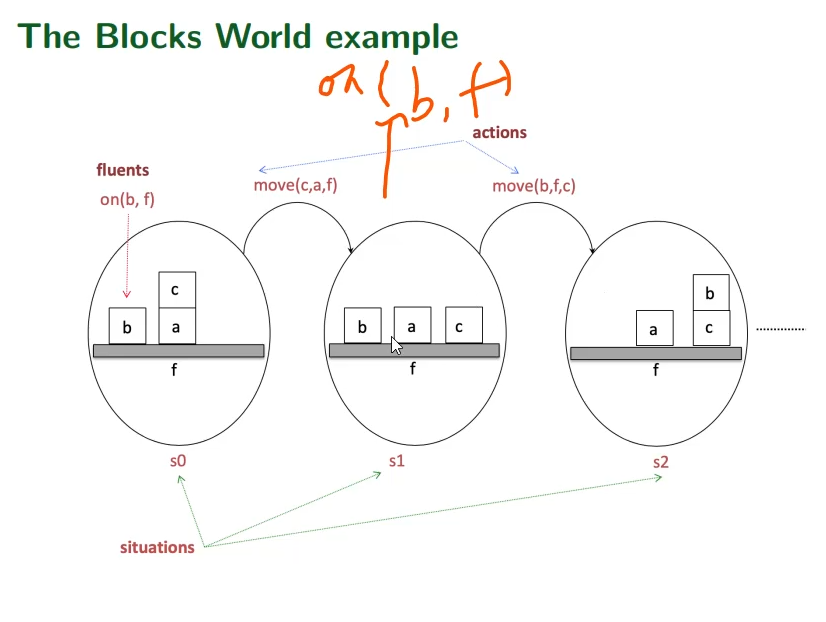 The Blocks World example
on(b, f)
actions
fluents
on(b, f)
move(c,a,f)
move(b,f,c)
c
b
a
f
b
a
c
f
b
a
c
f
s0
s1
s2
situations